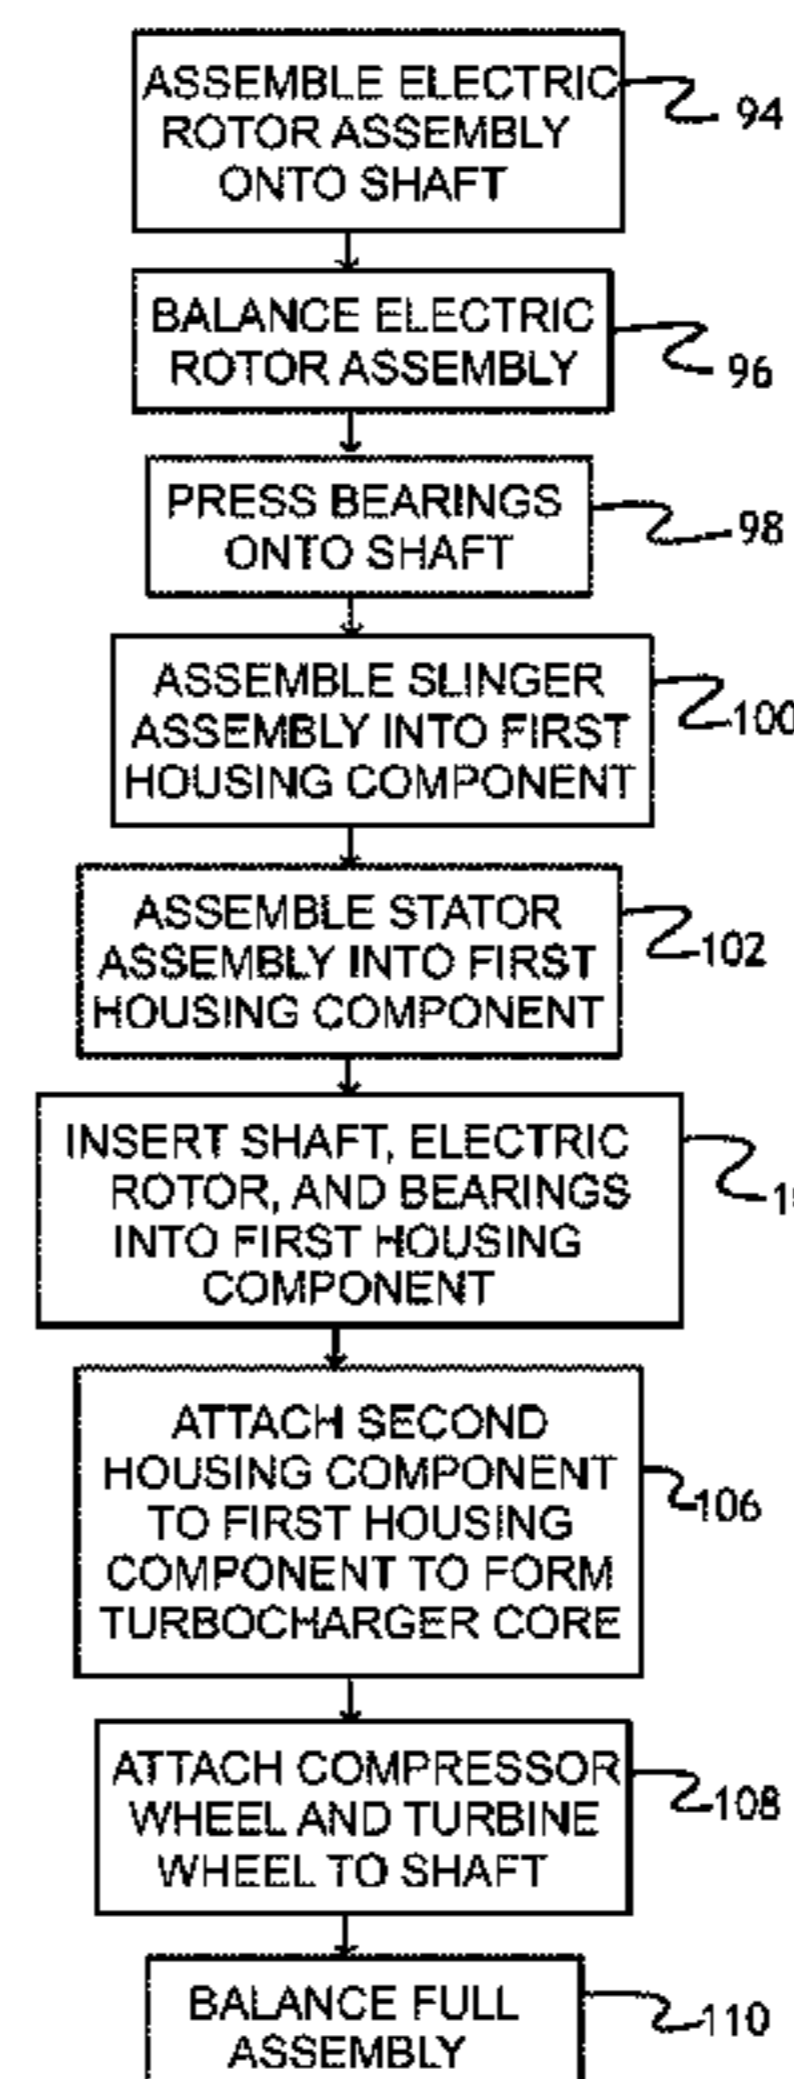 ASSEMBLE ELECTRIC
ROTOR ASSEMBLY
ONTO SHAFT
94
BALANCE ELECTRIC
ROTOR ASSEMBLY
96
PRESS BEARINGS
ONTO SHAFT
98
ASSEMBLE SLINGER
ASSEMBLY INTO FIRST
HOUSING COMPONENT
100
ASSEMBLE STATOR
ASSEMBLY INTO FIRST
HOUSING COMPONENT
102
INSERT SHAFT, ELECTRIC
ROTOR, AND BEARINGS
INTO FIRST HOUSING
COMPONENT
ATTACH SECOND
HOUSING COMPONENT
TO FIRST HOUSING
COMPONENT TO FORM
TURBOCHARGER CORE
106
ATTACH COMPRESSOR
WHEEL AND TURBINE
WHEEL TO SHAFT
108
BALANCE FULL
ASSEMBLY
110